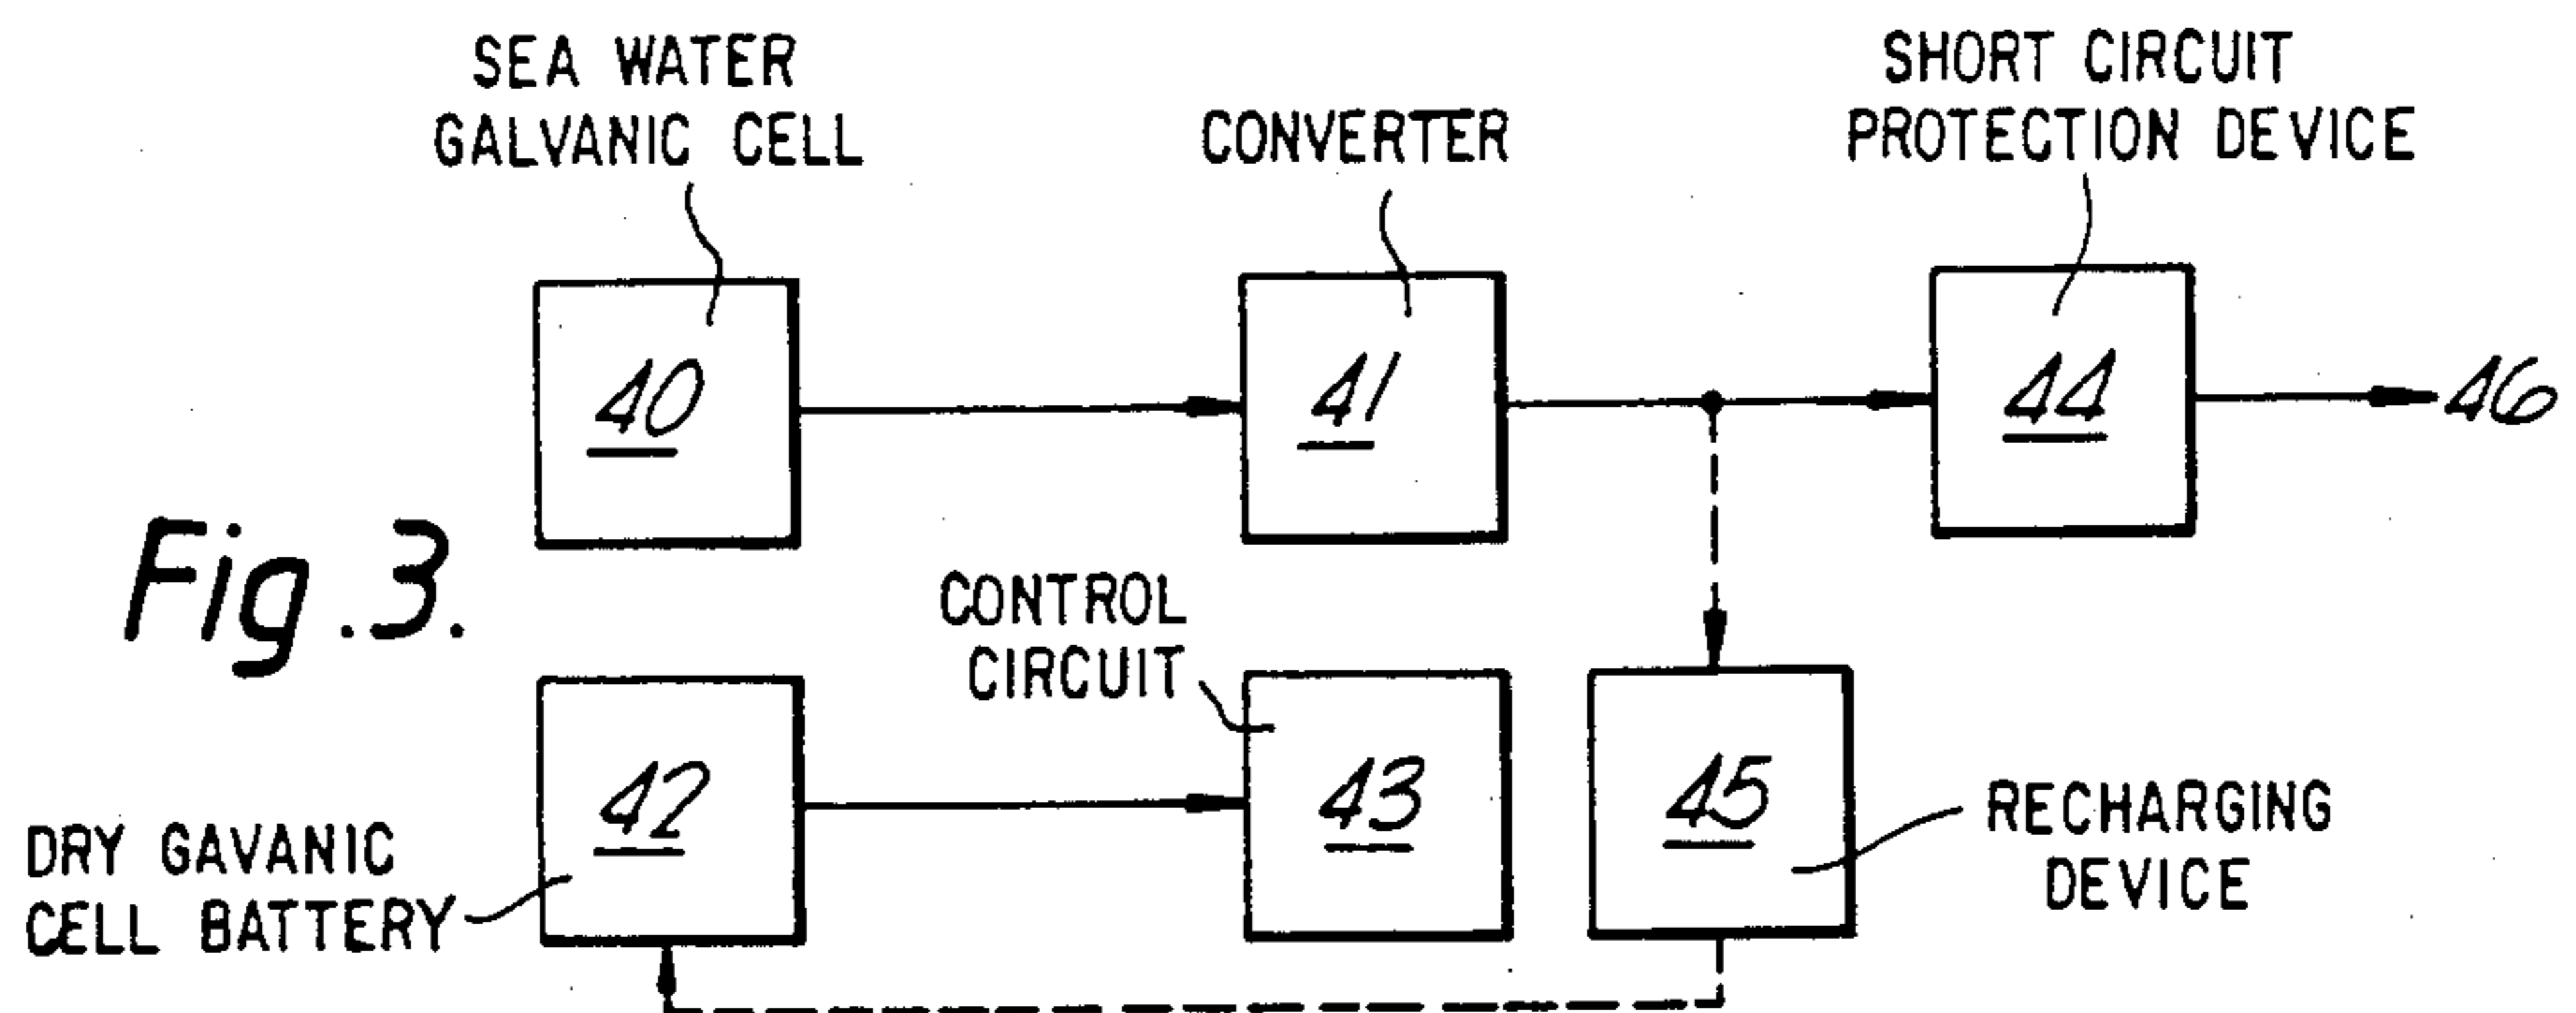 SEA WATER
GALVANIC CELL
CONVERTER
SHORT CIRCUIT
PROTECTION DEVICE
40
41
44
46
Fig.3.
CONTROL
CIRCUIT
42
43
45
DRY GAVANIC
CELL BATTERY
RECHARGING
DEVICE